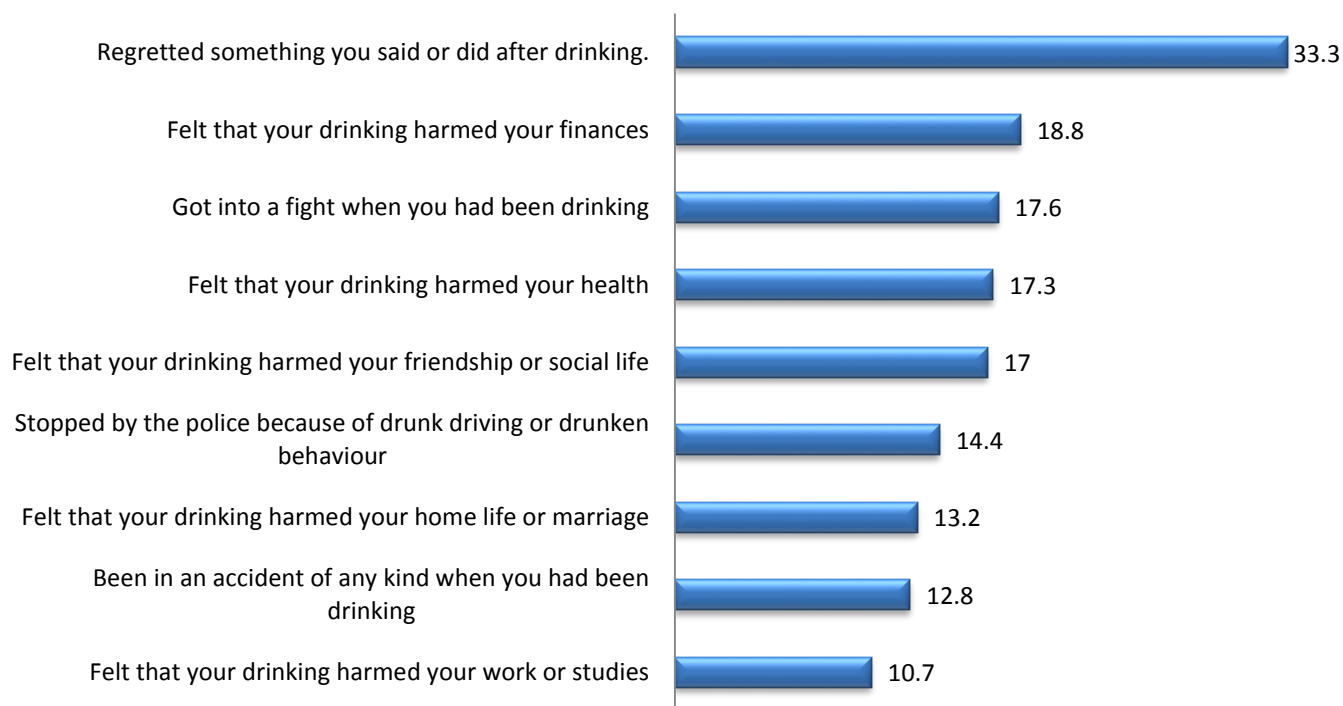 Regretted something you said or did after drinking.
33.3
Felt that your drinking harmed your finances
18.8
Got into a fight when you had been drinking
17.6
Felt that your drinking harmed your health
17.3
Felt that your drinking harmed your friendship or social life
17
Stopped by the police because of drunk driving or drunken
behaviour
14.4
Felt that your drinking harmed your home life or marriage
13.2
Been in an accident of any kind when you had been
drinking
12.8
Felt that your drinking harmed your work or studies
10.7